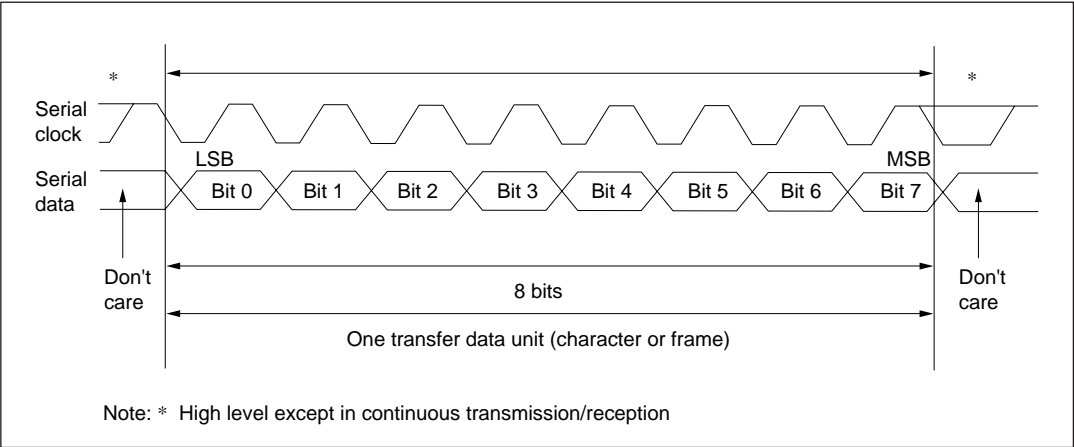 * *
Serial
clock
LSB MSB
Serial
data
Bit 0 Bit 1 Bit 2 Bit 3 Bit 4 Bit 5 Bit 6 Bit 7
Don't
care
Don't
care
8 bits
One transfer data unit (character or frame)
Note: * High level except in continuous transmission/reception